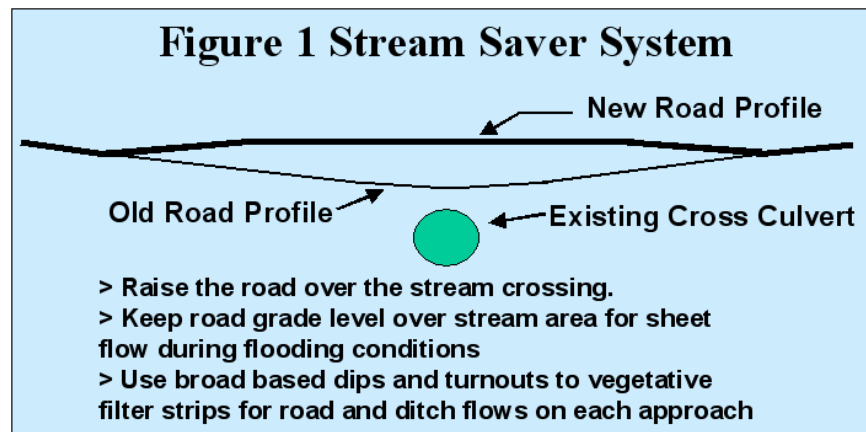 Figure 1 Stream Saver System
New Road Profile
Old Road Profile
Existing Cross Culvert
> Raise the road over the stream crossing.
> Keep road grade level over stream area for sheet
flow during flooding conditions
> Use broad based dips and turnouts to vegetative
filter strips for road and ditch flows on each approach